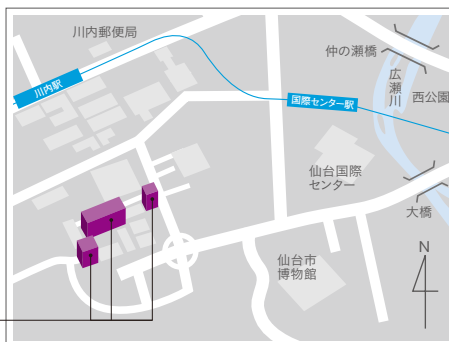 川内郵便局
川内駅
仲の瀬橋
広瀬川
西公園
国際センター駅
仙台国際
センター
大橋
仙台市
博物館
N